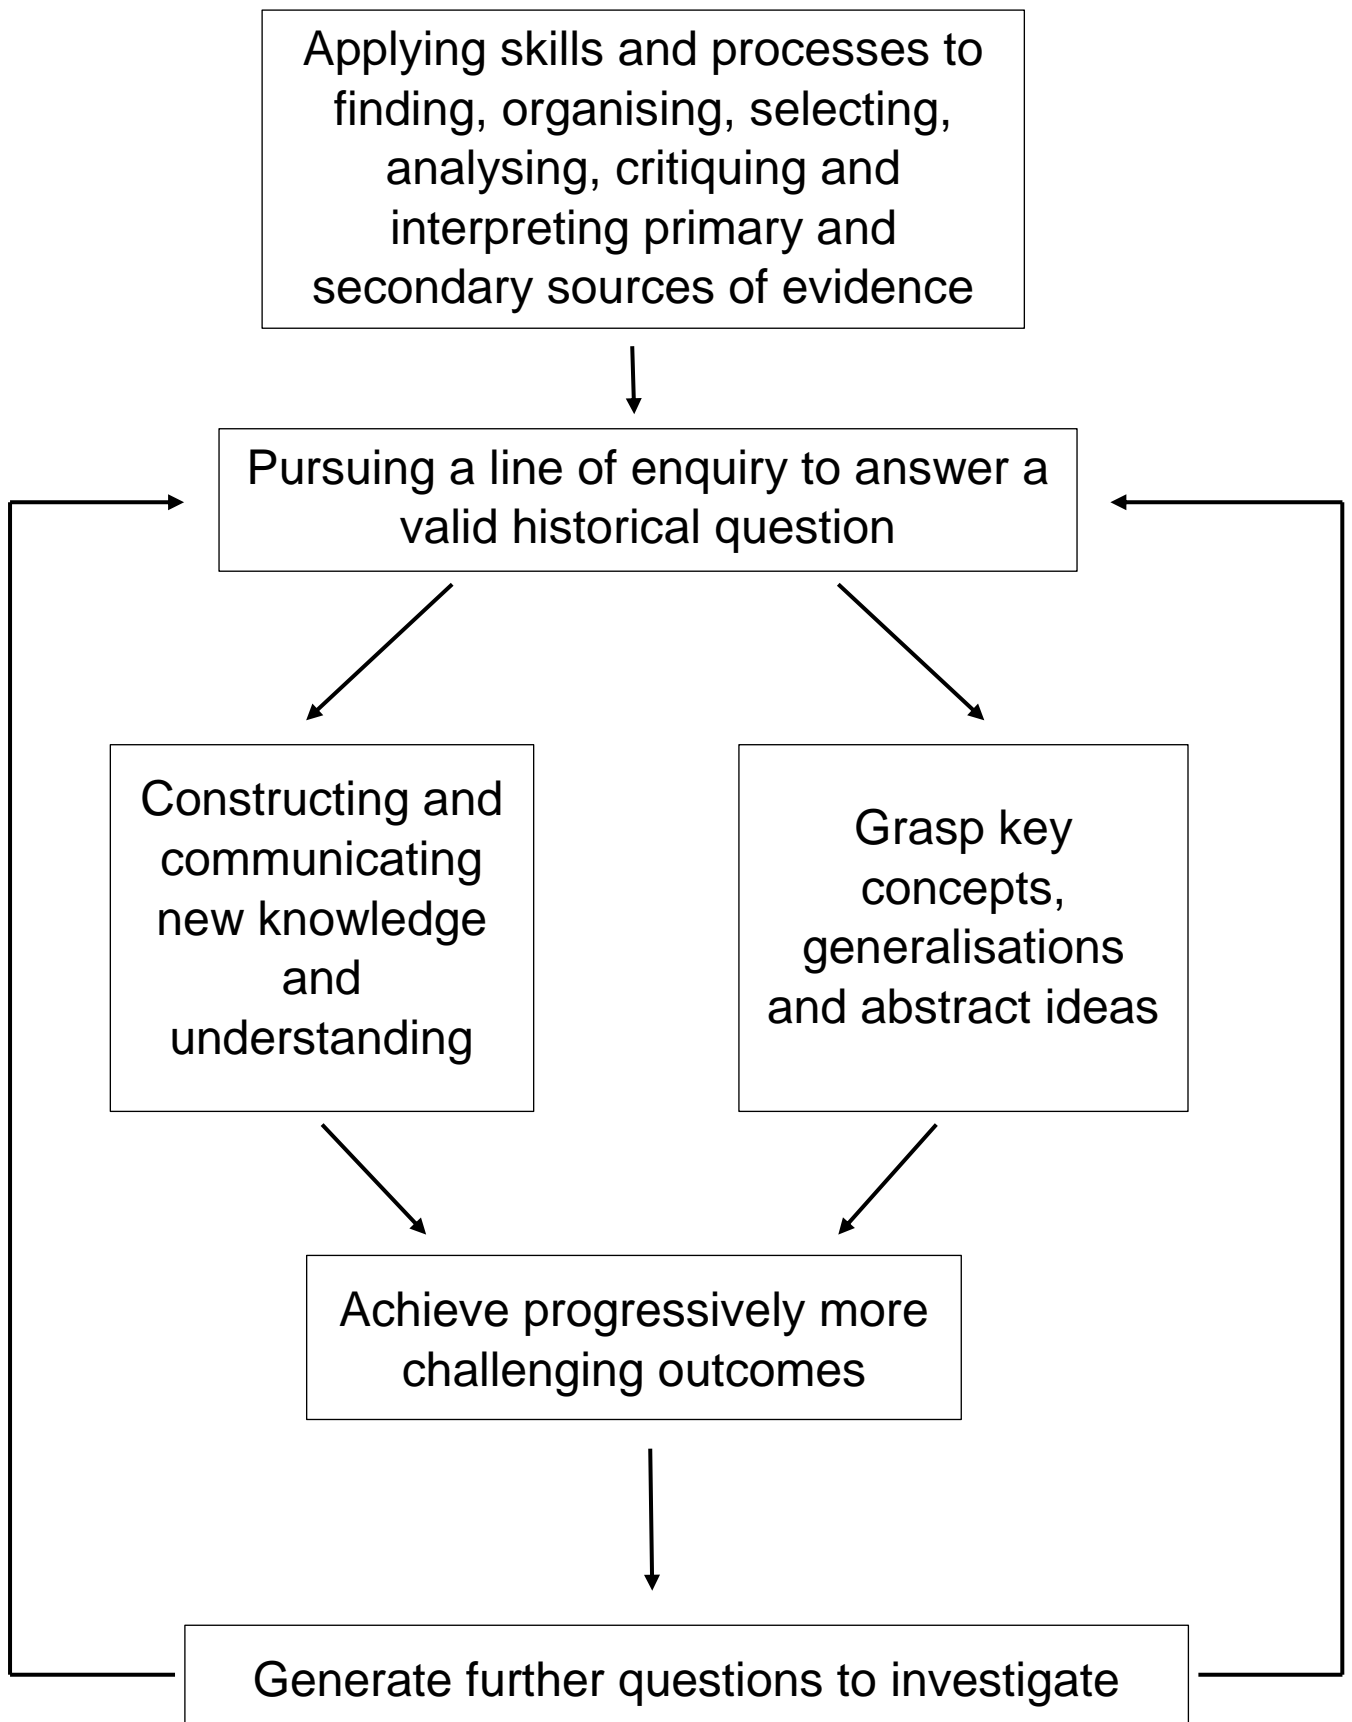 Applying skills and processes to
finding, organising, selecting,
analysing, critiquing and
interpreting primary and
secondary sources of evidence
Pursuing a line of enquiry to answer a
valid historical question
Constructing and
communicating
new knowledge
and
understanding
Grasp key
concepts,
generalisations
and abstract ideas
Achieve progressively more
challenging outcomes
Generate further questions to investigate